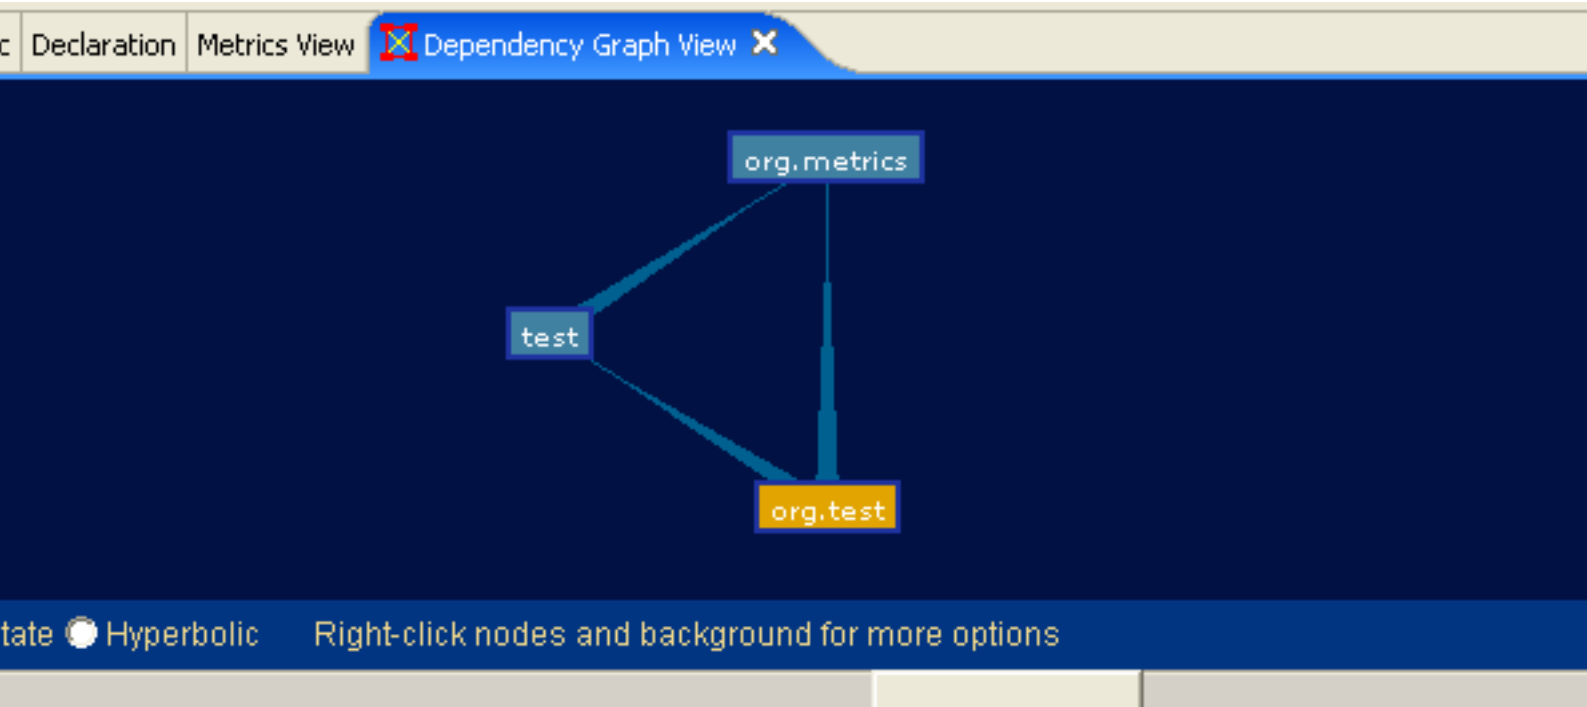 c Declaration Metrics View Dependency Graph View
org.metrics
test
org.test
tate Hyperbolic Right-click nodes and background for more options